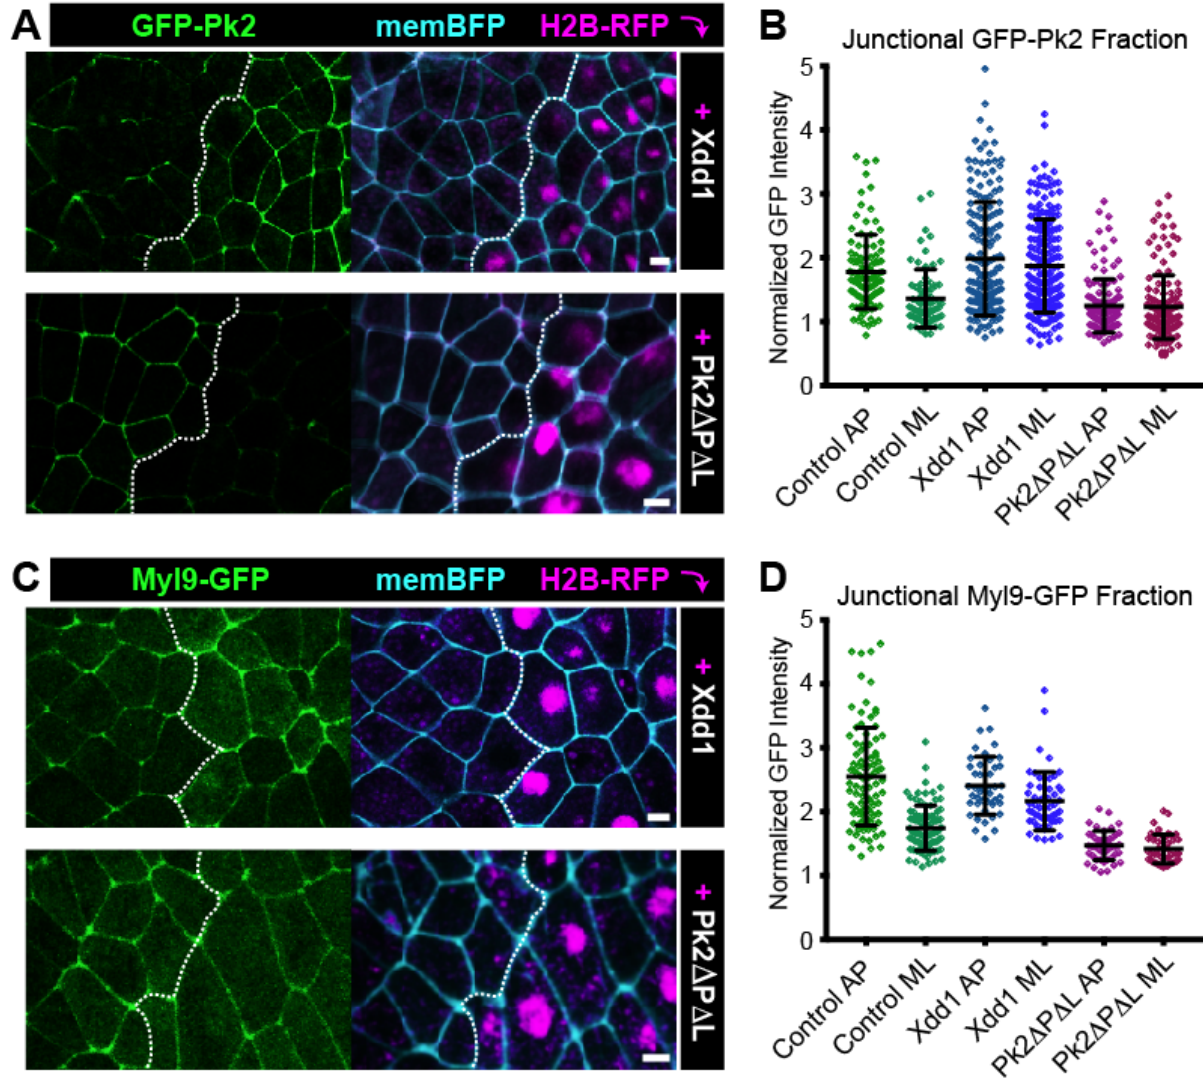 A
GFP-Pk2 memBFP H2B-RFP
+ Xdd1
+ Pk2ΔPΔL
B
Junctional GFP-Pk2 Fraction
Normalized GFP Intensity
5
4
3
2
1
0
Control AP
Control ML
Xdd1 AP
Xdd1 ML
Pk2ΔPΔL AP
Pk2ΔPΔL ML
C
Myl9-GFP memBFP H2B-RFP
+ Xdd1
+ Pk2ΔPΔL
D
Junctional Myl9-GFP Fraction
Normalized GFP Intensity
5
4
3
2
1
0
Control AP
Control ML
Xdd1 AP
Xdd1 ML
Pk2ΔPΔL AP
Pk2ΔPΔL ML